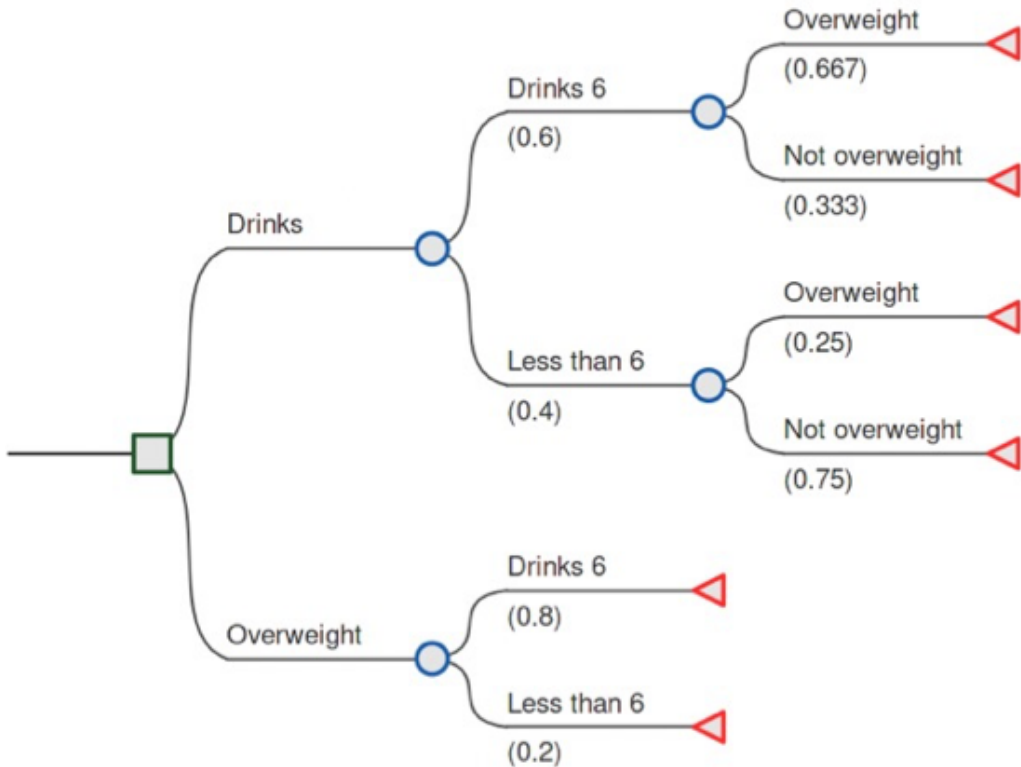 Overweight
(0.667)
Drinks 6
(0.6)
Not overweight
(0.333)
Drinks
Overweight
(0.25)
Less than 6
(0.4)
Not overweight
(0.75)
Drinks 6
(0.8)
Overweight
Less than 6
(0.2)